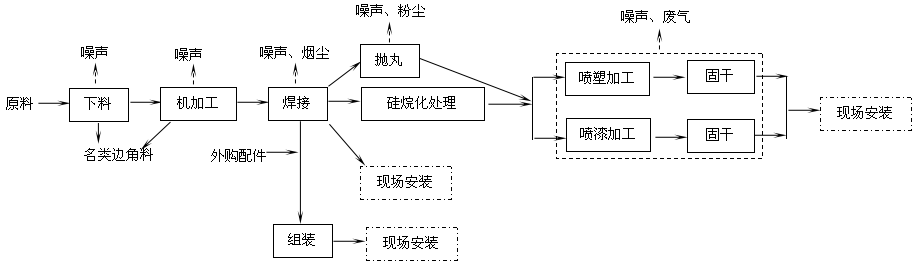 噪声、粉尘
噪声、废气
噪声
噪声
噪声、烟尘
抛丸
喷塑加工
固干
原料
下料
机加工
焊接
硅烷化处理
现场安装
喷漆加工
固干
名类边角料
外购配件
现场安装
组装
现场安装